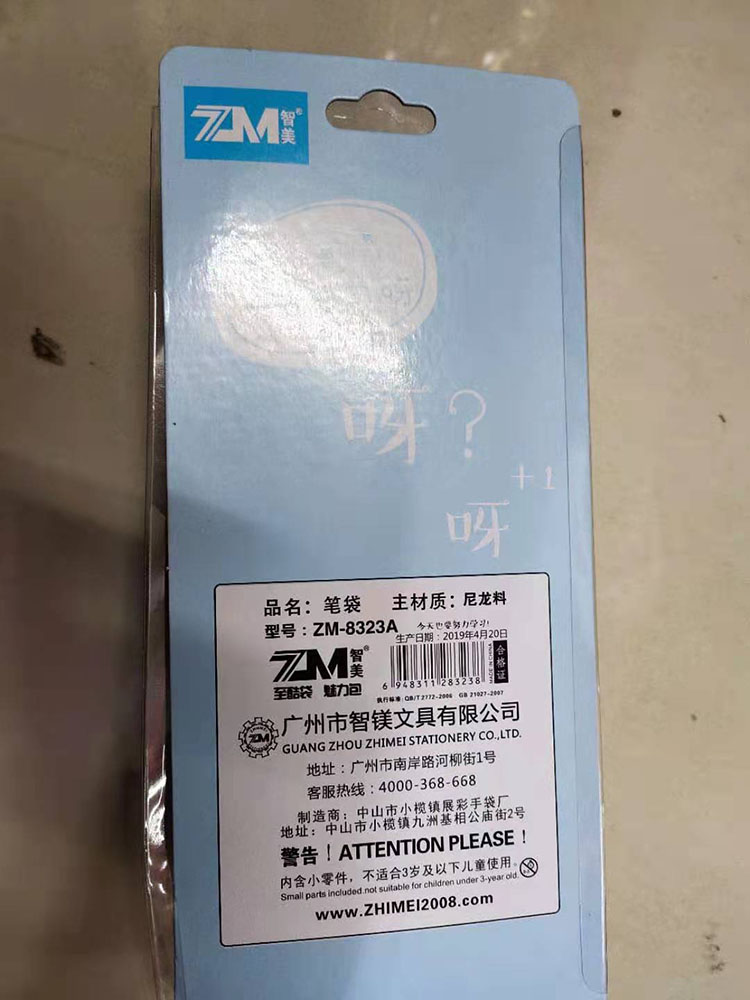 ZM智美®
呀？
+1
呀
品名：笔袋 主材质：尼龙料
型号：ZM-8323A 今天也要努力学习!
生产日期：2019年4月20日
ZM智美®
至酷袋 魅力包
合格证
6 948311 283238
执行标准：QB/T 2772-2006 GB 21027-2007
ZM
广州市智镁文具有限公司
GUANG ZHOU ZHIMEI STATIONERY CO.,LTD.
地址：广州市南岸路河柳街1号
客服热线：4000-368-668
制造商：中山市小榄镇展彩手袋厂
地址：中山市小榄镇九洲基相公庙街2号
警告！ATTENTION PLEASE！
内含小零件，不适合3岁及以下儿童使用。
Small parts included.not suitable for children under 3-year old.
www.ZHIMEI2008.com